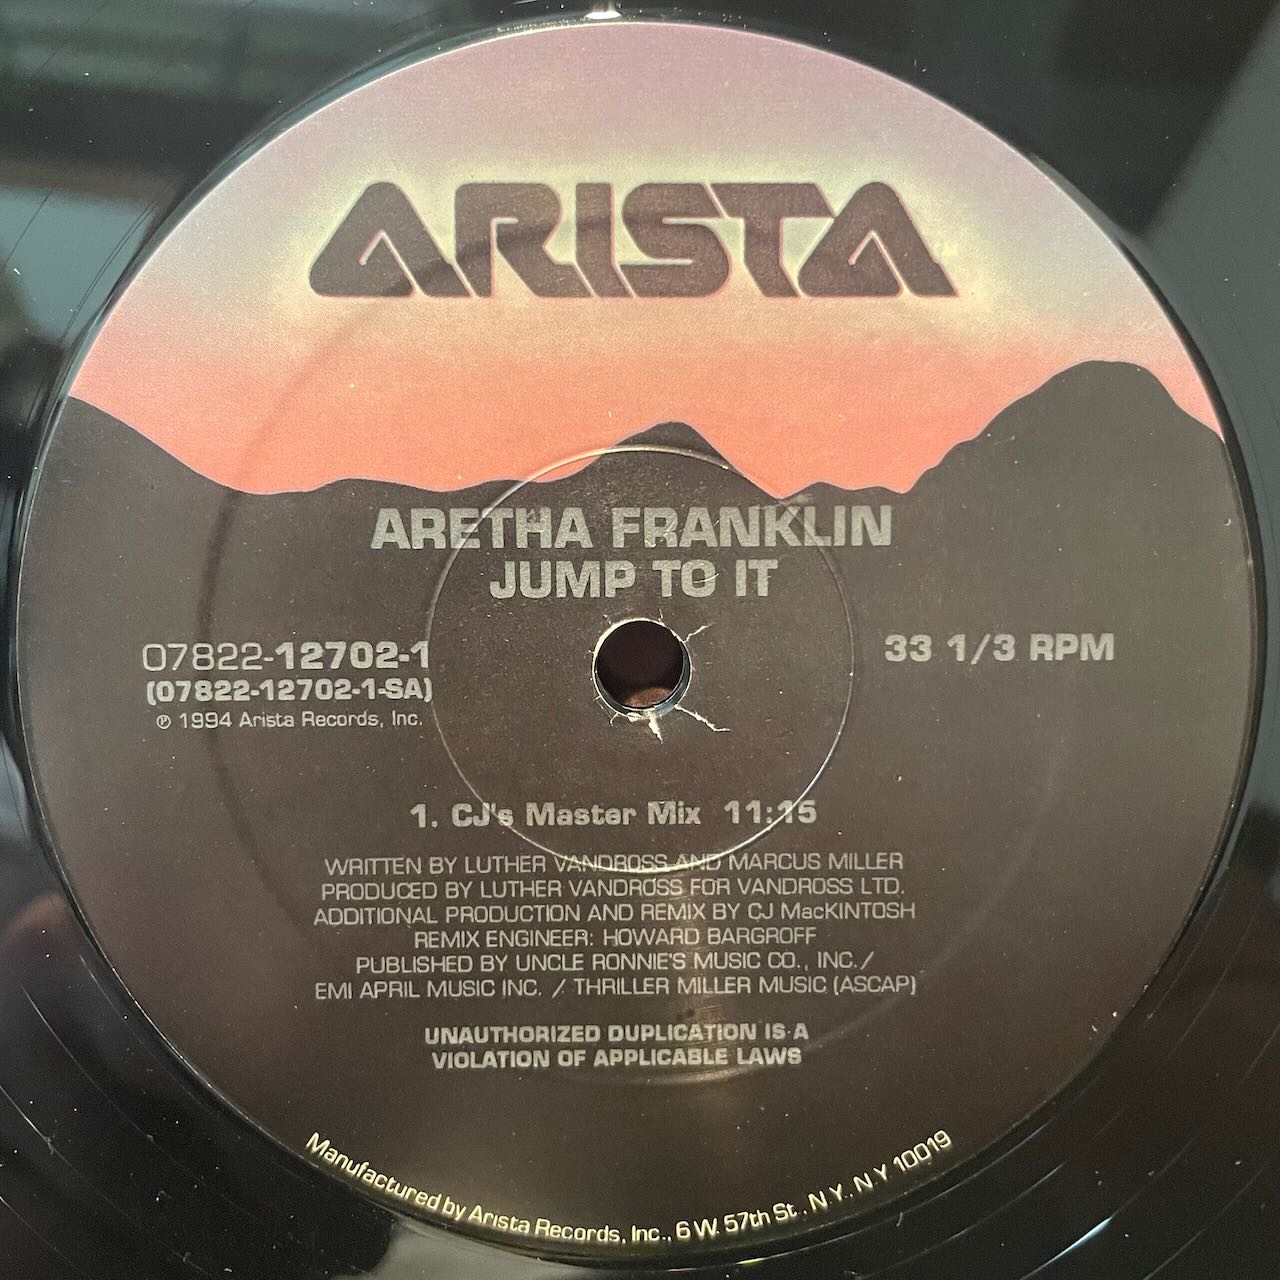 ARISTA
ARETHA FRANKLIN
JUMP TO IT
07822-12702-1
(07822-12702-1-SA)
℗ 1994 Arista Records, Inc.
33 1/3 RPM
1. CJ's Master Mix 11:15
WRITTEN BY LUTHER VANDROSS AND MARCUS MILLER
PRODUCED BY LUTHER VANDROSS FOR VANDROSS LTD.
ADDITIONAL PRODUCTION AND REMIX BY CJ MacKINTOSH
REMIX ENGINEER: HOWARD BARGROFF
PUBLISHED BY UNCLE RONNIE'S MUSIC CO., INC./
EMI APRIL MUSIC INC. / THRILLER MILLER MUSIC (ASCAP)
UNAUTHORIZED DUPLICATION IS A
VIOLATION OF APPLICABLE LAWS
Manufactured by Arista Records, Inc., 6 W. 57th St., N.Y. N.Y. 10019